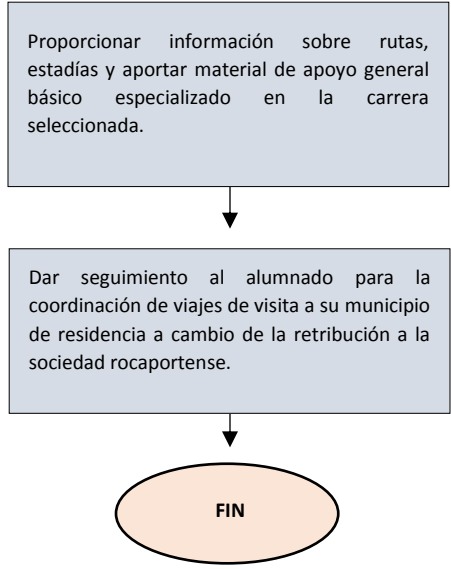 Proporcionar información sobre rutas,
estadías y aportar material de apoyo general
básico especializado en la carrera
seleccionada.
Dar seguimiento al alumnado para la
coordinación de viajes de visita a su municipio
de residencia a cambio de la retribución a la
sociedad rocaportense.
FIN